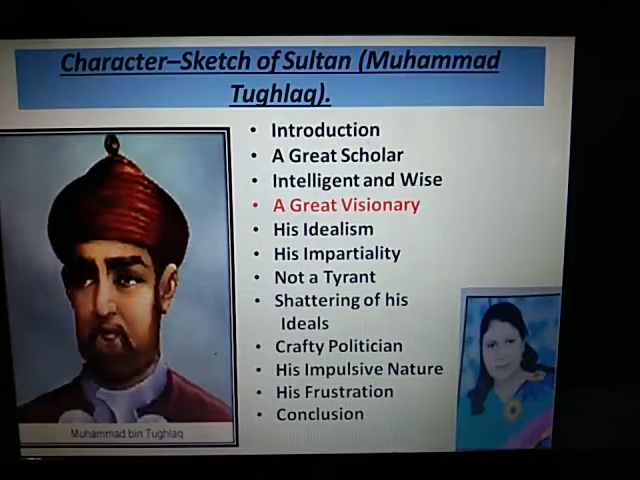 Character–Sketch of Sultan (Muhammad
Tughlaq).
• Introduction
• A Great Scholar
• Intelligent and Wise
• A Great Visionary
• His Idealism
• His Impartiality
• Not a Tyrant
• Shattering of his
Ideals
• Crafty Politician
• His Impulsive Nature
• His Frustration
• Conclusion
Muhammad bin Tughlaq